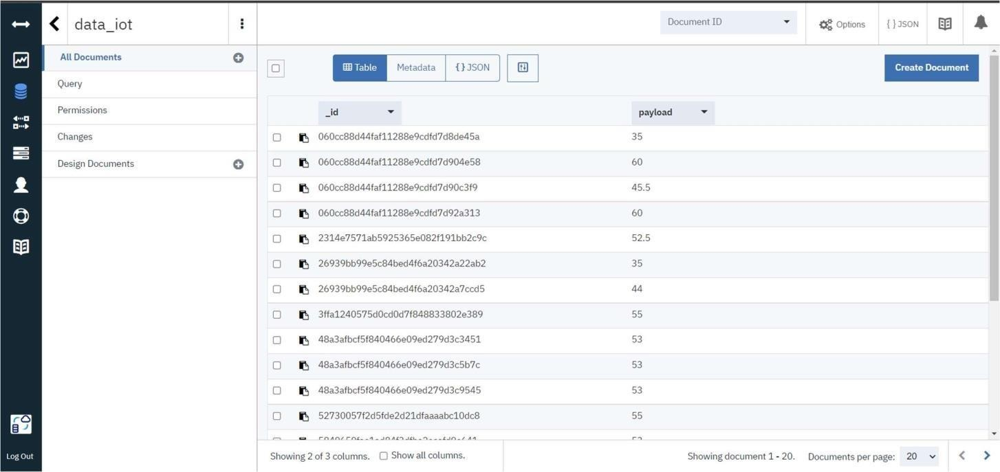 data_iot
Document ID
Options
{ } JSON
All Documents
Query
Permissions
Changes
Design Documents
Table
Metadata
{ } JSON
Create Document
_id payload
060cc88d44faf11288e9cdfd7d8de45a 35
060cc88d44faf11288e9cdfd7d904e58 60
060cc88d44faf11288e9cdfd7d90c3f9 45.5
060cc88d44faf11288e9cdfd7d92a313 60
2314e7571ab5925365e082f191bb2c9c 52.5
26939bb99e5c84bed4f6a20342a22ab2 35
26939bb99e5c84bed4f6a20342a7ccd5 44
3ffa1240575d0cd0d7f848833802e389 55
48a3afbcf5f840466e09ed279d3c3451 53
48a3afbcf5f840466e09ed279d3c5b7c 53
48a3afbcf5f840466e09ed279d3c9545 53
52730057f2d5fde2d21dfaaaabc10dc8 55
Log Out
Showing 2 of 3 columns.
Show all columns.
Showing document 1 - 20.
Documents per page: 20